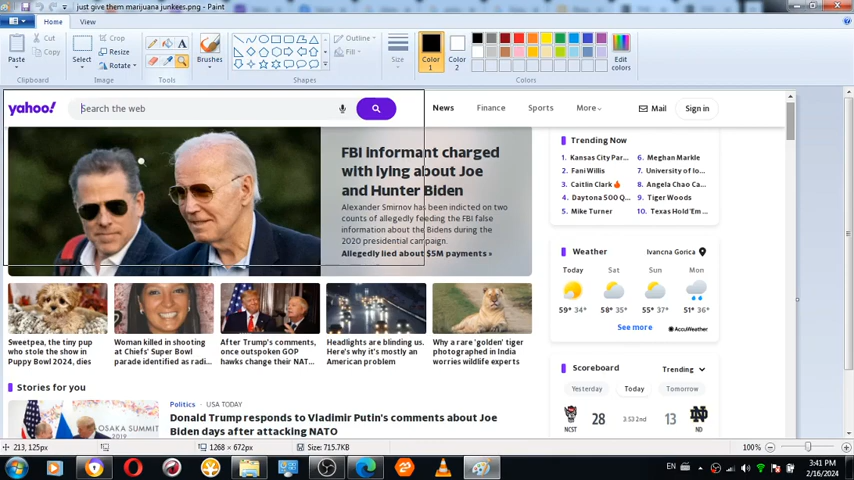 just give them marijuana junkees.png - Paint
Home
View
Paste
Cut
Copy
Clipboard
Select
Crop
Resize
Rotate
Image
Tools
Brushes
Shapes
Outline
Fill
Size
Color 1
Color 2
Colors
Edit colors
yahoo!
Search the web
News
Finance
Sports
More
Mail
Sign in
FBI informant charged
with lying about Joe
and Hunter Biden
Alexander Smirnov has been indicted on two
counts of allegedly feeding the FBI false
information about the Bidens during the
2020 presidential campaign.
Allegedly lied about $5M payments »
Sweetpea, the tiny pup
who stole the show in
Puppy Bowl 2024, dies
Woman killed in shooting
at Chiefs' Super Bowl
parade identified as radi...
After Trump's comments,
once outspoken GOP
hawks change their NAT...
Headlights are blinding us.
Here's why it's mostly an
American problem
Why a rare 'golden' tiger
photographed in India
worries wildlife experts
Stories for you
OSAKA SUMMIT
2019
Politics · USA TODAY
Donald Trump responds to Vladimir Putin's comments about Joe
Biden days after attacking NATO
Trending Now
1. Kansas City Par...
2. Fani Willis
3. Caitlin Clark
4. Daytona 500 Q...
5. Mike Turner
6. Meghan Markle
7. University of Io...
8. Angela Chao Ca...
9. Tiger Woods
10. Texas Hold'Em ...
Weather
Ivancna Gorica
Today
Sat
Sun
Mon
59° 34°
58° 35°
55° 37°
51° 36°
See more
AccuWeather
Scoreboard
Trending
Yesterday
Today
Tomorrow
NCST
28
3:53 2nd
13
ND
213, 125px
1268 × 672px
Size: 715.7KB
100%
EN
3:41 PM
2/16/2024